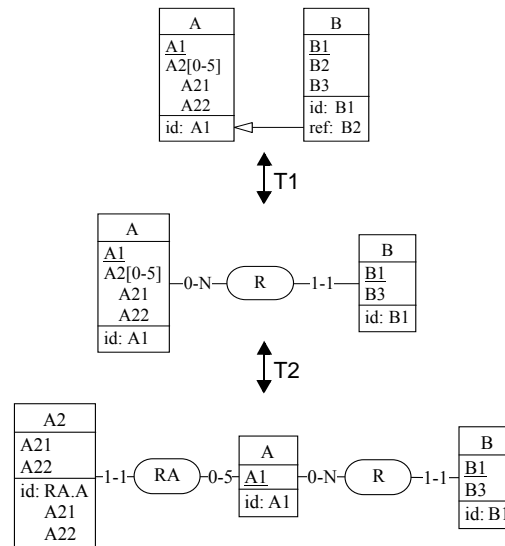 A
A1
A2[0-5]
A21
A22
id: A1
B
B1
B2
B3
id: B1
ref: B2
T1
A
A1
A2[0-5]
A21
A22
id: A1
0-N
R
1-1
B
B1
B3
id: B1
T2
A2
A21
A22
id: RA.A
A21
A22
1-1
RA
0-5
A
A1
id: A1
0-N
R
1-1
B
B1
B3
id: B1